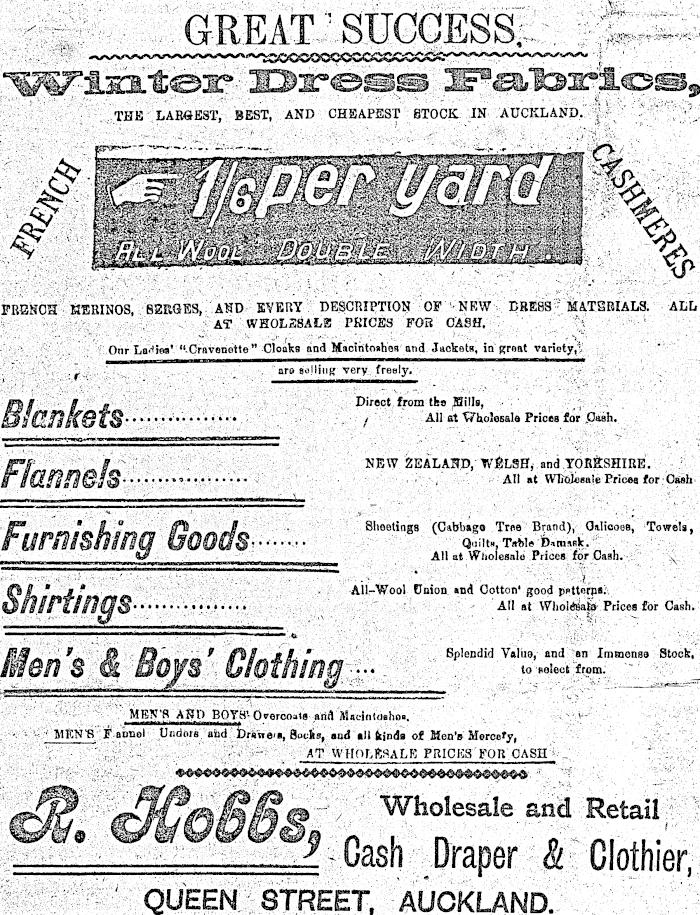 GREAT SUCCESS.
Winter Dress Fabrics,
THE LARGEST, BEST, AND CHEAPEST STOCK IN AUCKLAND.
FRENCH
1/6 per yard
CASHMERES
ALL WOOL DOUBLE WIDTH.
FRENCH MERINOS, SERGES, AND EVERY DESCRIPTION OF NEW DRESS MATERIALS. ALL
AT WHOLESALE PRICES FOR CASH.
Our Ladies' "Cravenette" Cloaks and Macintoshes and Jackets, in great variety,
are selling very freely.
Blankets................ Direct from the Mills,
All at Wholesale Prices for Cash.
Flannels.................. NEW ZEALAND, WELSH, and YORKSHIRE.
All at Wholesale Prices for Cash
Furnishing Goods........ Sheetings (Cabbage Tree Brand), Calicoes, Towels,
Quilts, Table Damask.
All at Wholesale Prices for Cash.
Shirtings................ All-Wool Union and Cotton' good patterns.
All at Wholesale Prices for Cash.
Men's & Boys' Clothing ... Splendid Value, and an Immense Stock,
to select from.
MEN'S AND BOYS' Overcoats and Macintoshes.
MEN'S Flannel Unders and Drawers, Socks, and all kinds of Men's Mercery,
AT WHOLESALE PRICES FOR CASH
R. Hobbs,
Wholesale and Retail
Cash Draper & Clothier,
QUEEN STREET, AUCKLAND.